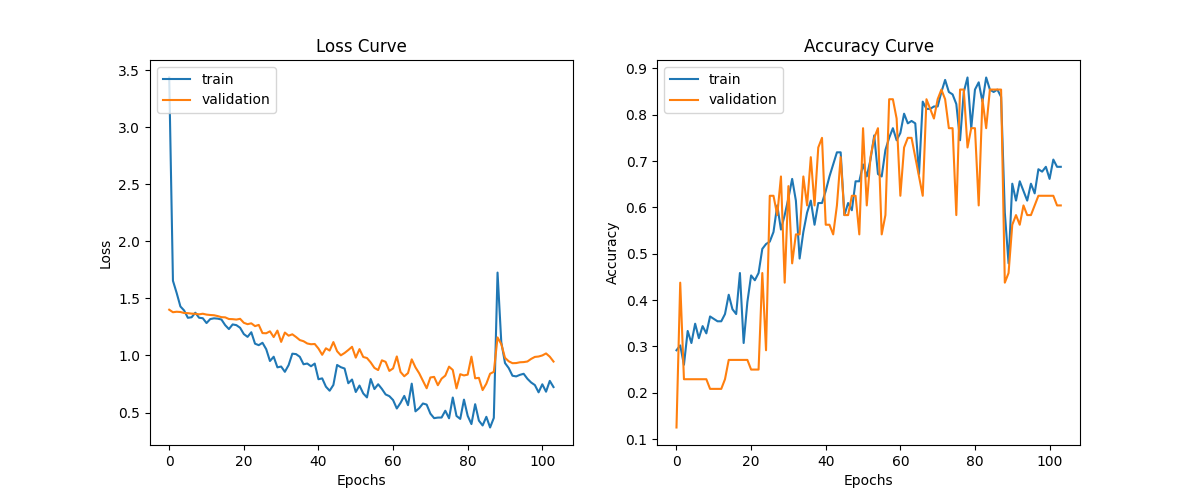 Loss Curve
train
validation
3.5
3.0
2.5
2.0
1.5
1.0
0.5
Loss
0
20
40
60
80
100
Epochs
Accuracy Curve
train
validation
0.9
0.8
0.7
0.6
0.5
0.4
0.3
0.2
0.1
Accuracy
0
20
40
60
80
100
Epochs